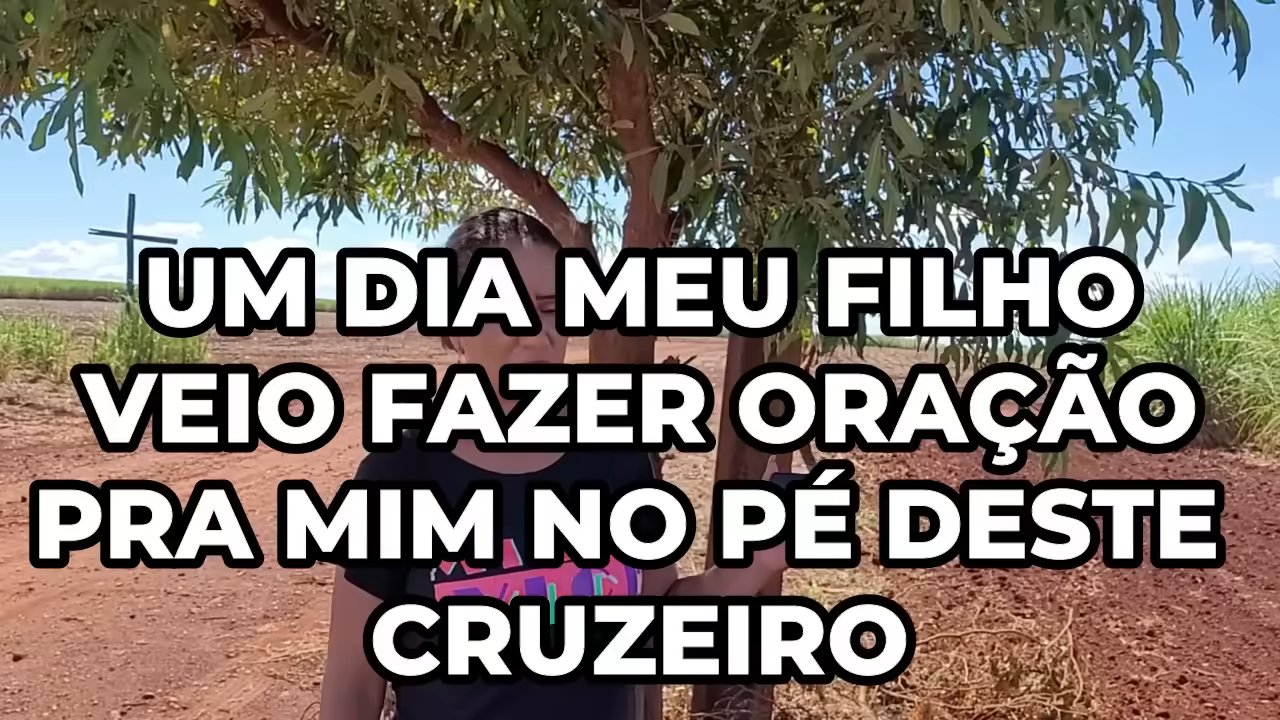 UM DIA MEU FILHO
VEIO FAZER ORAÇÃO
PRA MIM NO PÉ DESTE
CRUZEIRO